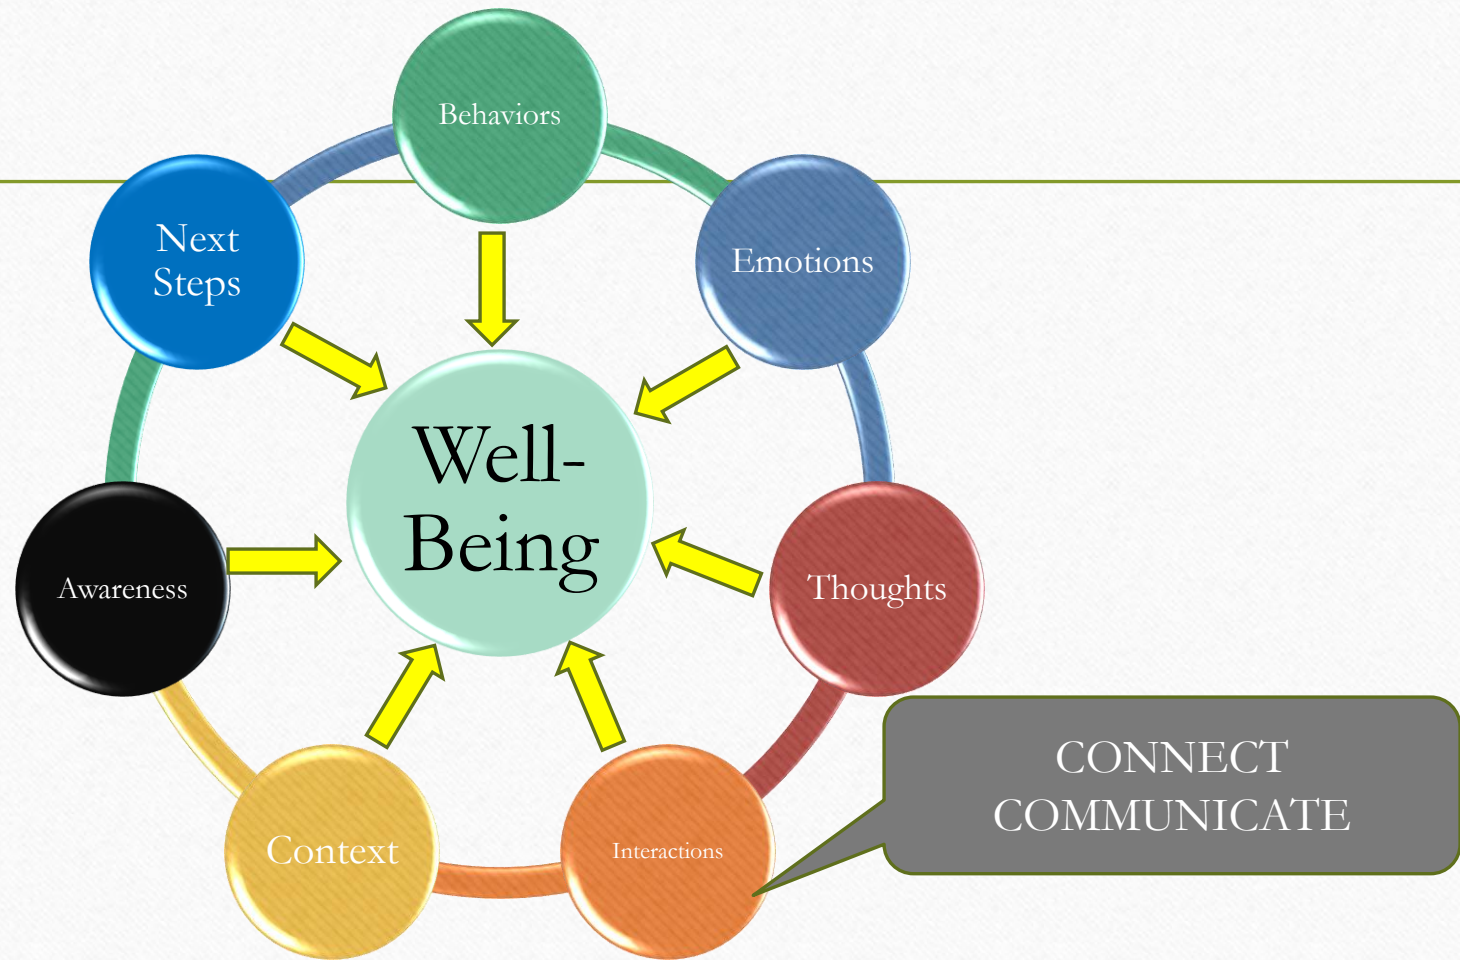 Behaviors
Next
Steps
Emotions
Well-
Being
Awareness
Thoughts
Context
Interactions
CONNECT
COMMUNICATE